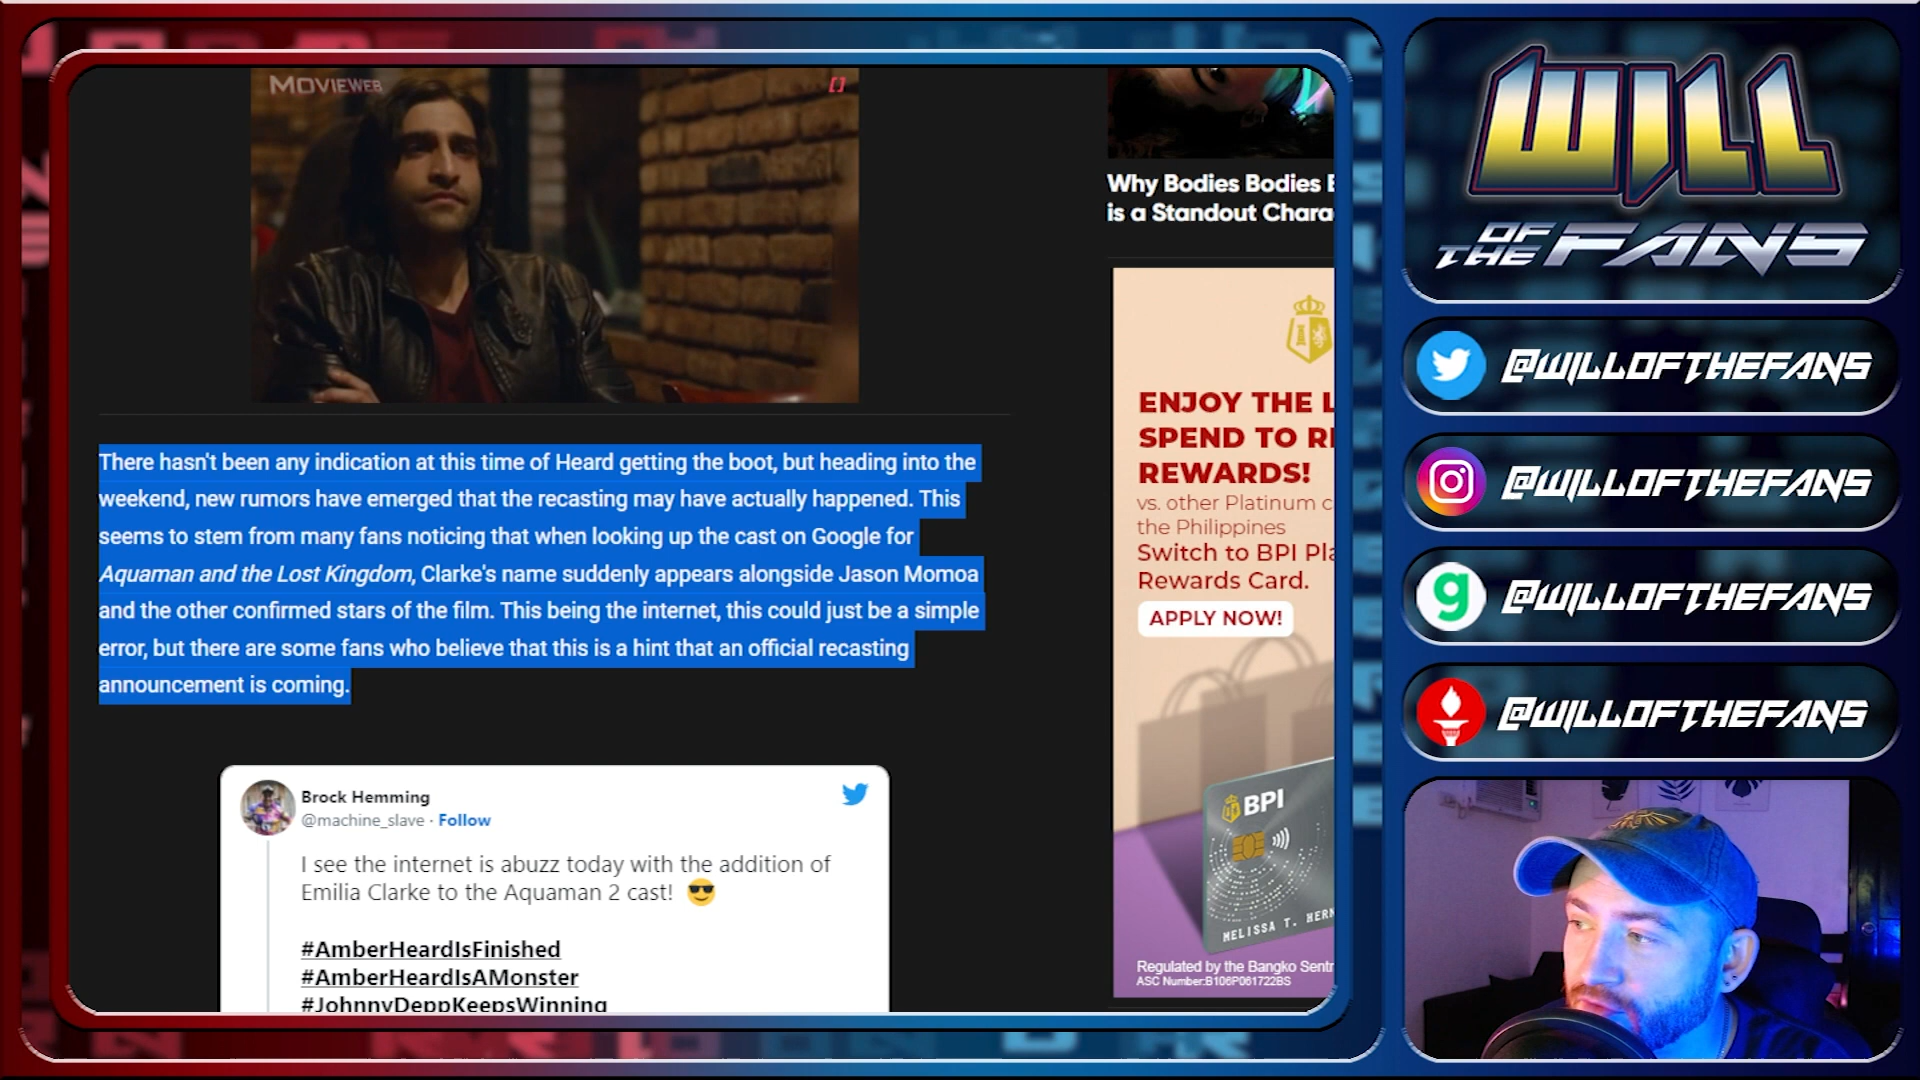 MOVIEWEB
There hasn't been any indication at this time of Heard getting the boot, but heading into the
weekend, new rumors have emerged that the recasting may have actually happened. This
seems to stem from many fans noticing that when looking up the cast on Google for
Aquaman and the Lost Kingdom, Clarke's name suddenly appears alongside Jason Momoa
and the other confirmed stars of the film. This being the internet, this could just be a simple
error, but there are some fans who believe that this is a hint that an official recasting
announcement is coming.
Brock Hemming
@machine_slave · Follow
I see the internet is abuzz today with the addition of
Emilia Clarke to the Aquaman 2 cast! 😎
#AmberHeardIsFinished
#AmberHeardIsAMonster
#JohnnyDeppKeepsWinning
Why Bodies Bodies
is a Standout Chara
ENJOY THE L
SPEND TO R
REWARDS!
vs. other Platinum c
the Philippines
Switch to BPI Pla
Rewards Card.
APPLY NOW!
BPI
MELISSA T. HERN
Regulated by the Bangko Sentr
ASC Number:B106P061722BS
WILL
OF
THE FANS
@WILLOFTHEFANS
@WILLOFTHEFANS
g @WILLOFTHEFANS
@WILLOFTHEFANS